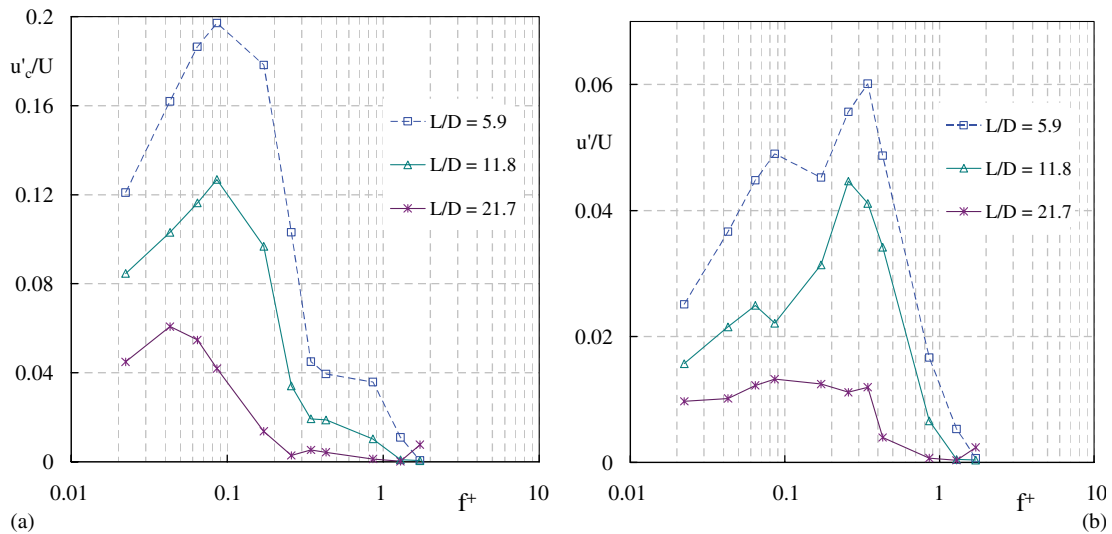 0.2
u'c/U
0.16
0.12
0.08
0.04
0
0.01
0.1
1
10
f+
L/D = 5.9
L/D = 11.8
L/D = 21.7
(a)
0.06
u'/U
0.04
0.02
0
0.01
0.1
1
10
f+
L/D = 5.9
L/D = 11.8
L/D = 21.7
(b)